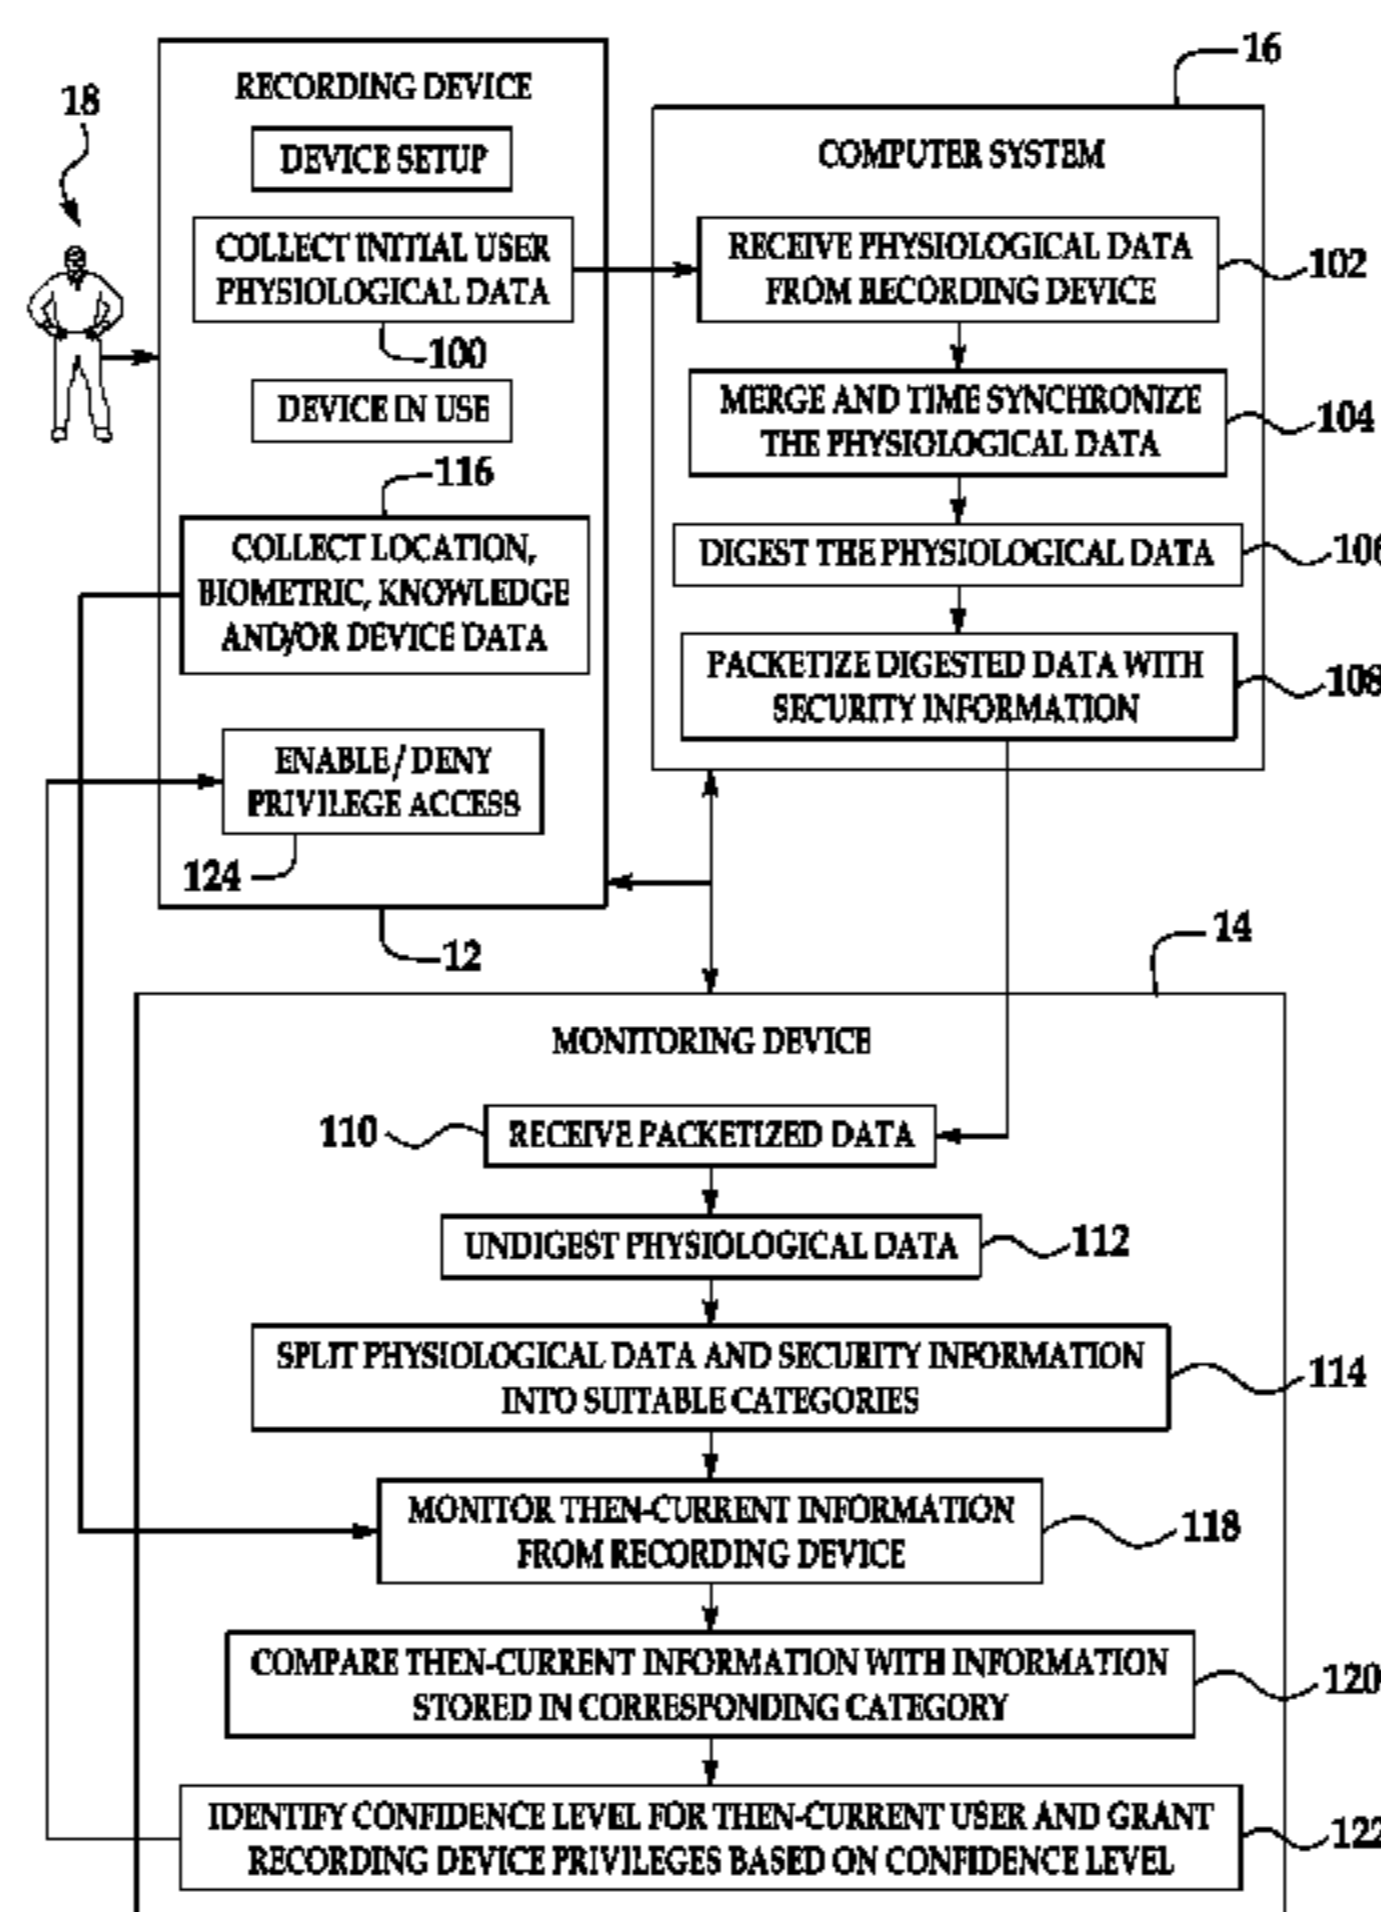 18
RECORDING DEVICE
DEVICE SETUP
COLLECT INITIAL USER
PHYSIOLOGICAL DATA
100
DEVICE IN USE
116
COLLECT LOCATION,
BIOMETRIC, KNOWLEDGE
AND/OR DEVICE DATA
ENABLE/DENY
PRIVILEGE ACCESS
124
12
16
COMPUTER SYSTEM
RECEIVE PHYSIOLOGICAL DATA
FROM RECORDING DEVICE
102
MERGE AND TIME SYNCHRONIZE
THE PHYSIOLOGICAL DATA
104
DIGEST THE PHYSIOLOGICAL DATA
106
PACKETIZE DIGESTED DATA WITH
SECURITY INFORMATION
108
14
MONITORING DEVICE
110
RECEIVE PACKETIZED DATA
UNDIGEST PHYSIOLOGICAL DATA
112
SPLIT PHYSIOLOGICAL DATA AND SECURITY INFORMATION
INTO SUITABLE CATEGORIES
114
MONITOR THEN-CURRENT INFORMATION
FROM RECORDING DEVICE
118
COMPARE THEN-CURRENT INFORMATION WITH INFORMATION
STORED IN CORRESPONDING CATEGORY
120
IDENTIFY CONFIDENCE LEVEL FOR THEN-CURRENT USER AND GRANT
RECORDING DEVICE PRIVILEGES BASED ON CONFIDENCE LEVEL
122